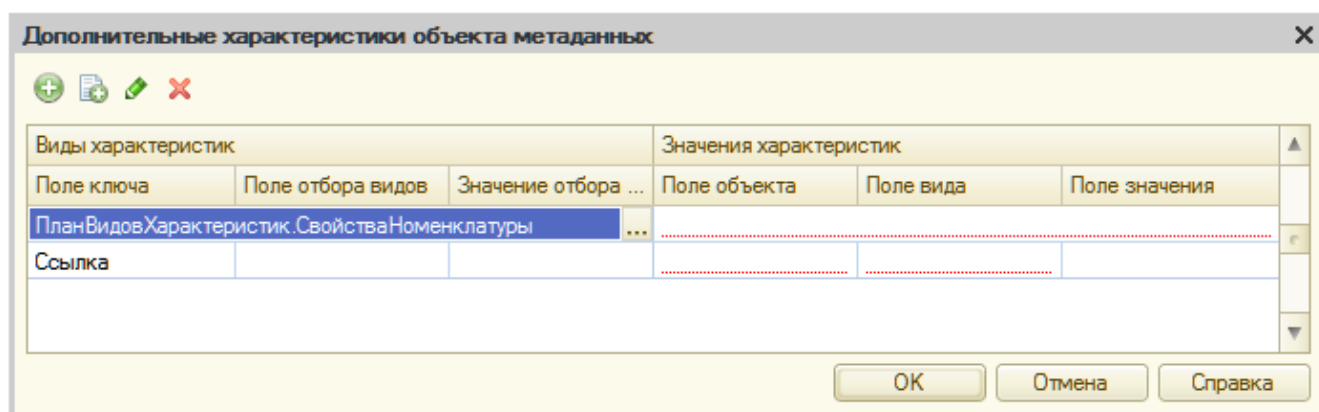 Дополнительные характеристики объекта метаданных
Виды характеристик Значения характеристик
Поле ключа Поле отбора видов Значение отбора ... Поле объекта Поле вида Поле значения
ПланВидовХарактеристик.СвойстваНоменклатуры ...
Ссылка
OK Отмена Справка